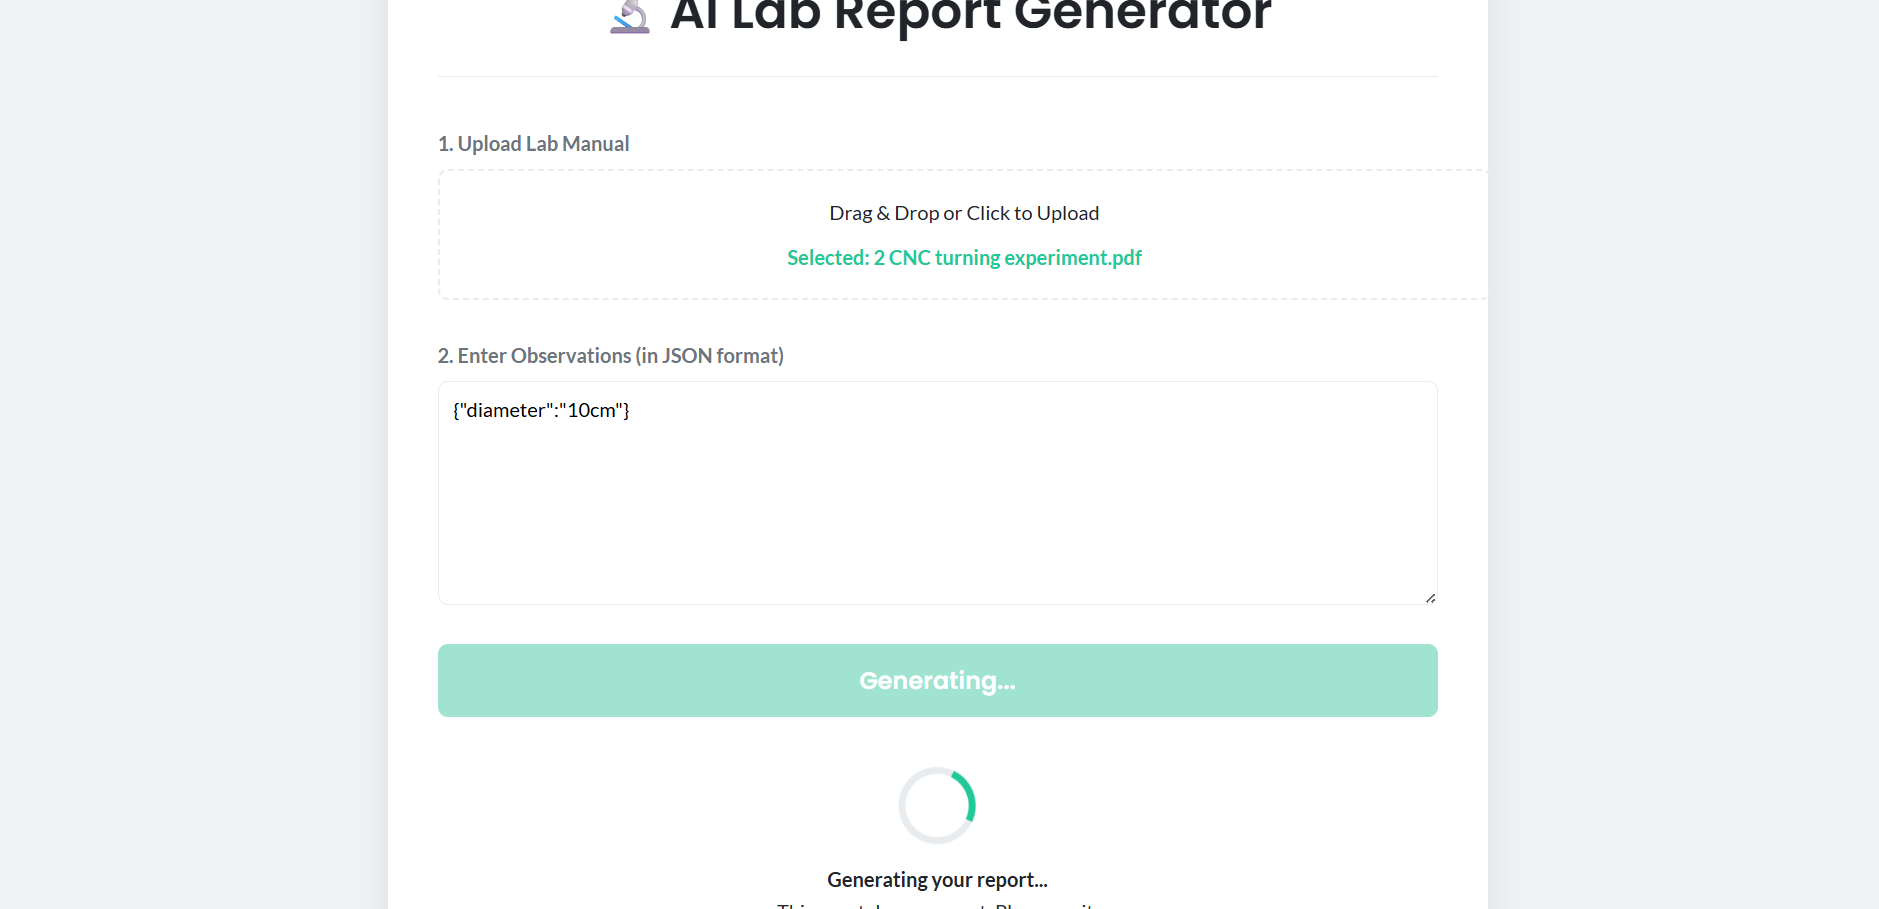 AI Lab Report Generator
1. Upload Lab Manual
Drag & Drop or Click to Upload
Selected: 2 CNC turning experiment.pdf
2. Enter Observations (in JSON format)
{"diameter":"10cm"}
Generating...
Generating your report...